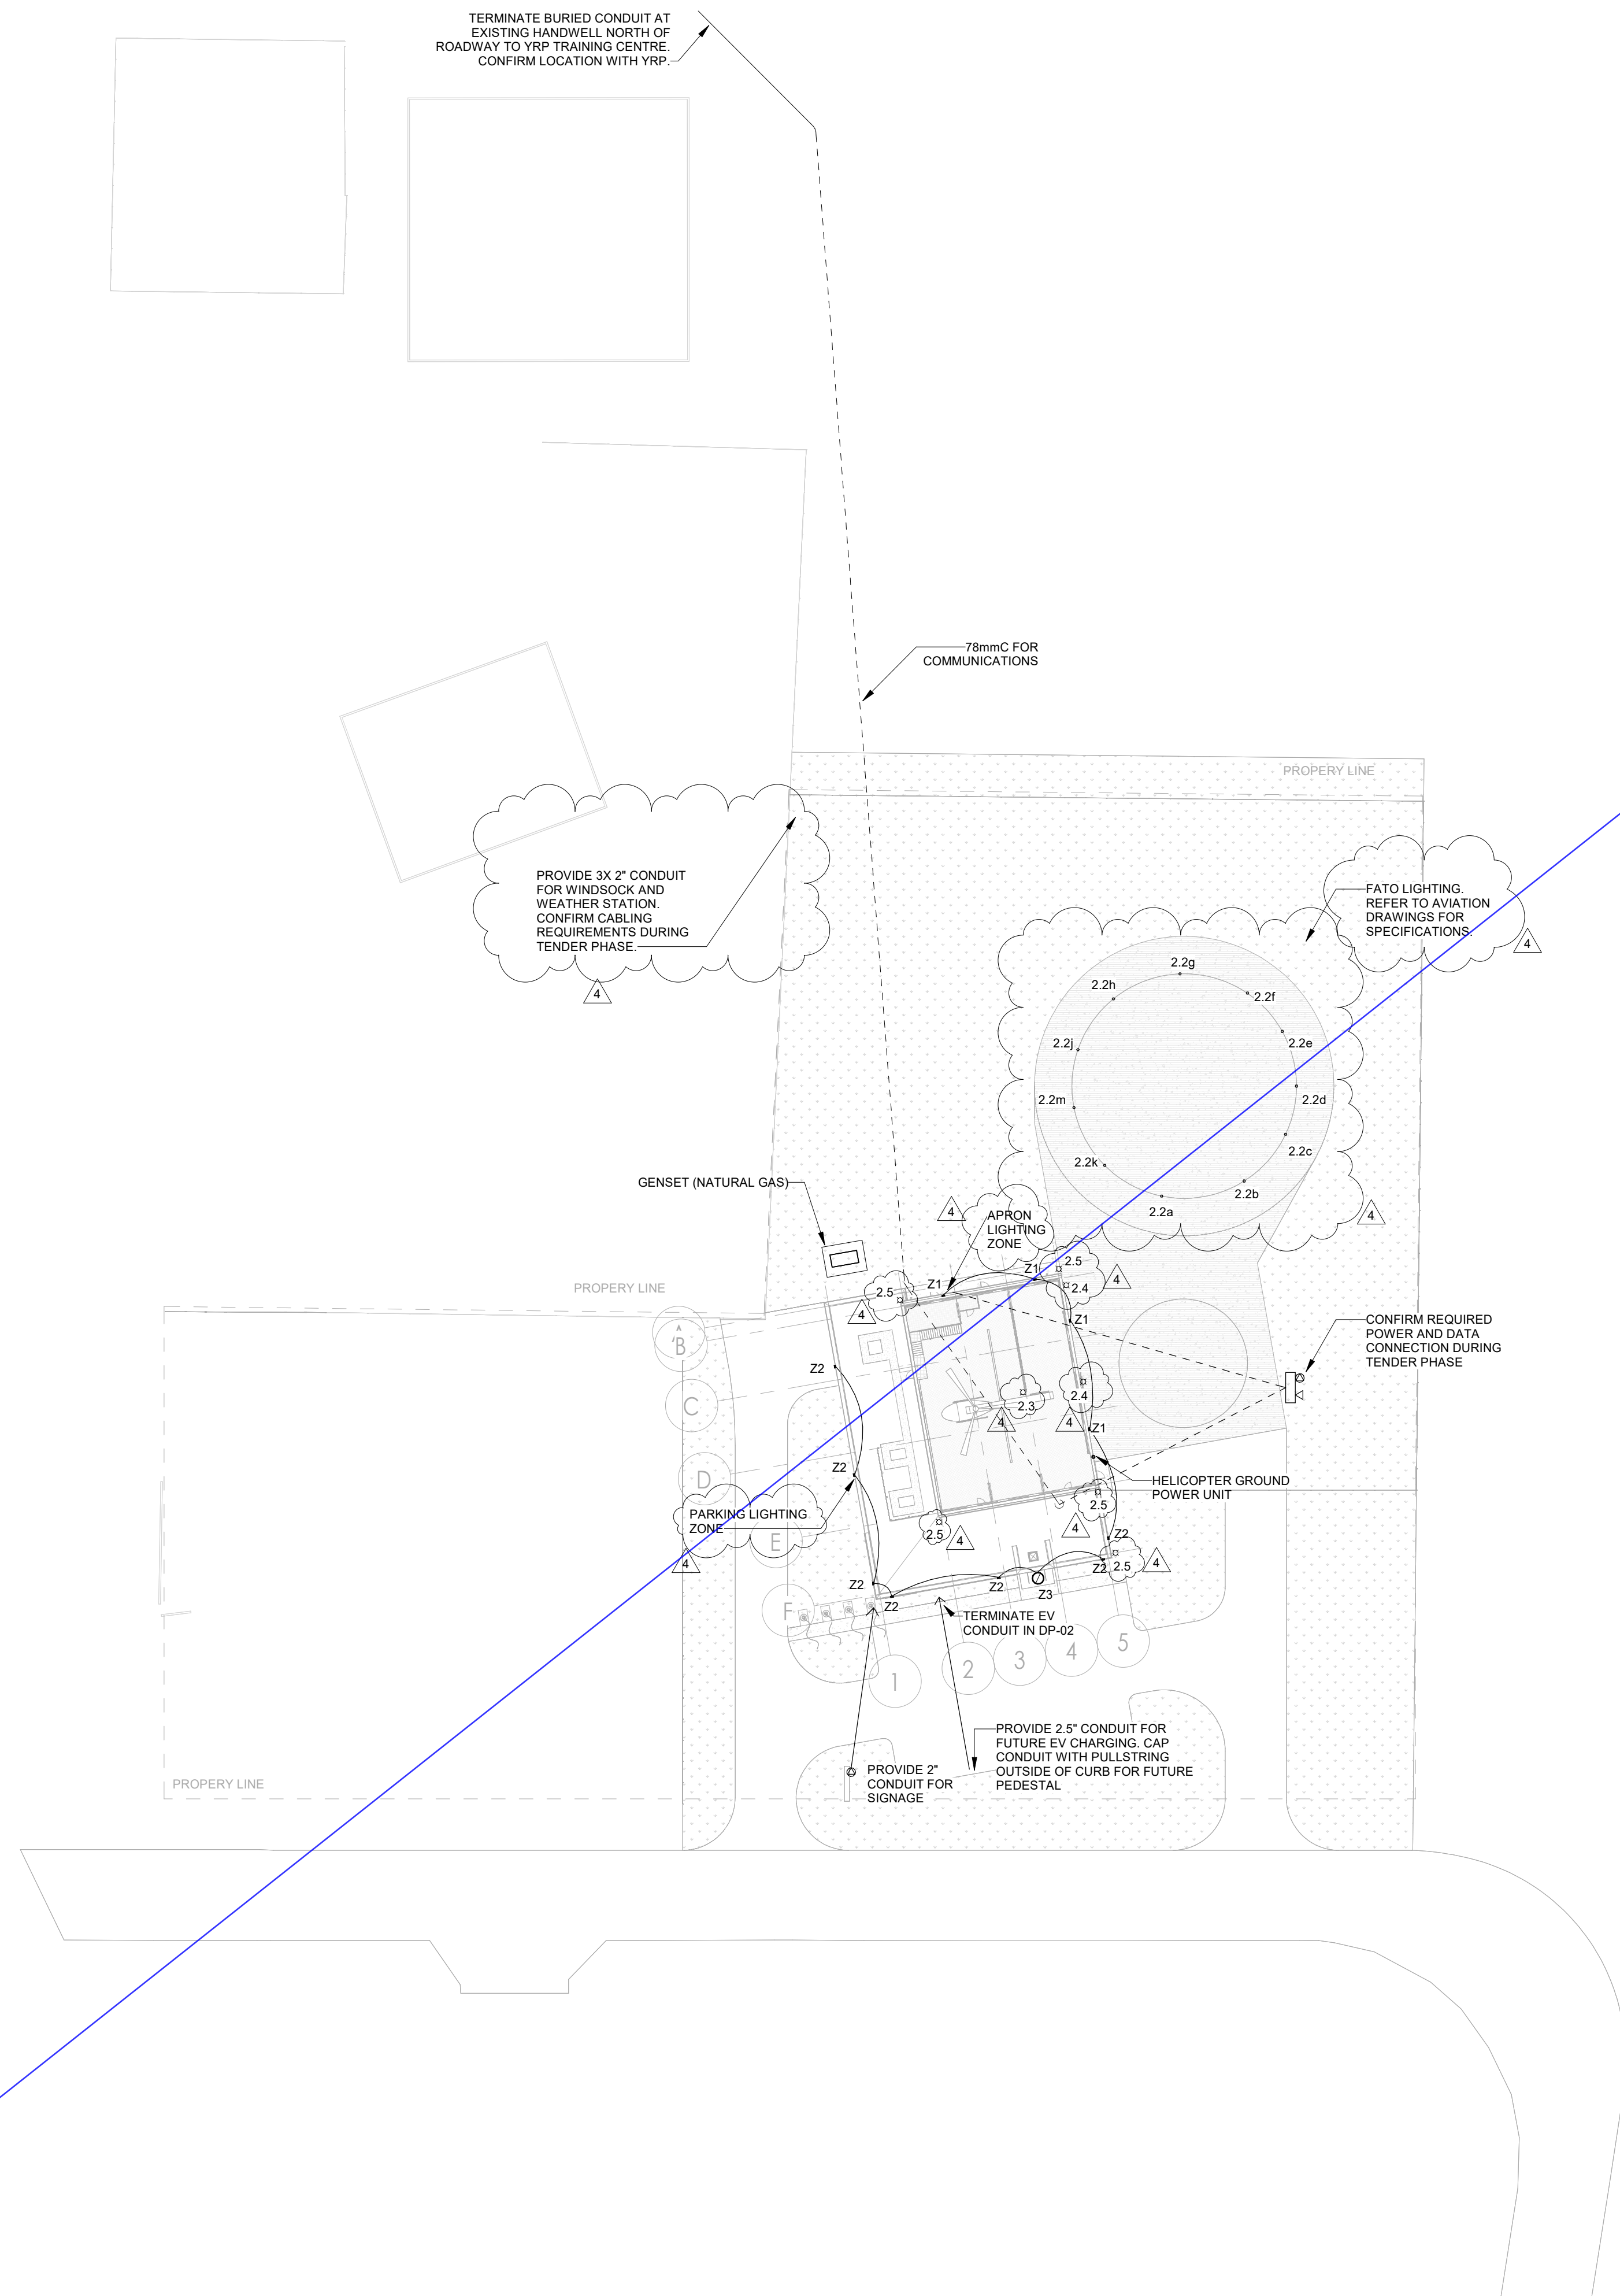 TERMINATE BURIED CONDUIT AT
EXISTING HANDWELL NORTH OF
ROADWAY TO YRP TRAINING CENTRE.
CONFIRM LOCATION WITH YRP.
78mmC FOR
COMMUNICATIONS
PROPERY LINE
PROVIDE 3X 2" CONDUIT
FOR WINDSOCK AND
WEATHER STATION.
CONFIRM CABLING
REQUIREMENTS DURING
TENDER PHASE.
4
FATO LIGHTING.
REFER TO AVIATION
DRAWINGS FOR
SPECIFICATIONS.
4
2.2g
2.2h
2.2f
2.2j
2.2e
2.2m
2.2d
2.2c
2.2k
2.2b
2.2a
4
GENSET (NATURAL GAS)
4
APRON
LIGHTING
ZONE
PROPERY LINE
Z1
Z1
2.5
2.4
4
2.5
4
Z1
CONFIRM REQUIRED
POWER AND DATA
CONNECTION DURING
TENDER PHASE
A
B
C
D
E
F
Z2
2.3
4
2.4
4
Z1
Z2
HELICOPTER GROUND
POWER UNIT
PARKING LIGHTING
ZONE
4
2.5
4
2.5
4
Z2
Z2
2.5
4
Z2
Z2
Z2
Z3
TERMINATE EV
CONDUIT IN DP-02
1
2
3
4
5
PROVIDE 2.5" CONDUIT FOR
FUTURE EV CHARGING. CAP
CONDUIT WITH PULLSTRING
OUTSIDE OF CURB FOR FUTURE
PEDESTAL
PROVIDE 2"
CONDUIT FOR
SIGNAGE
PROPERY LINE